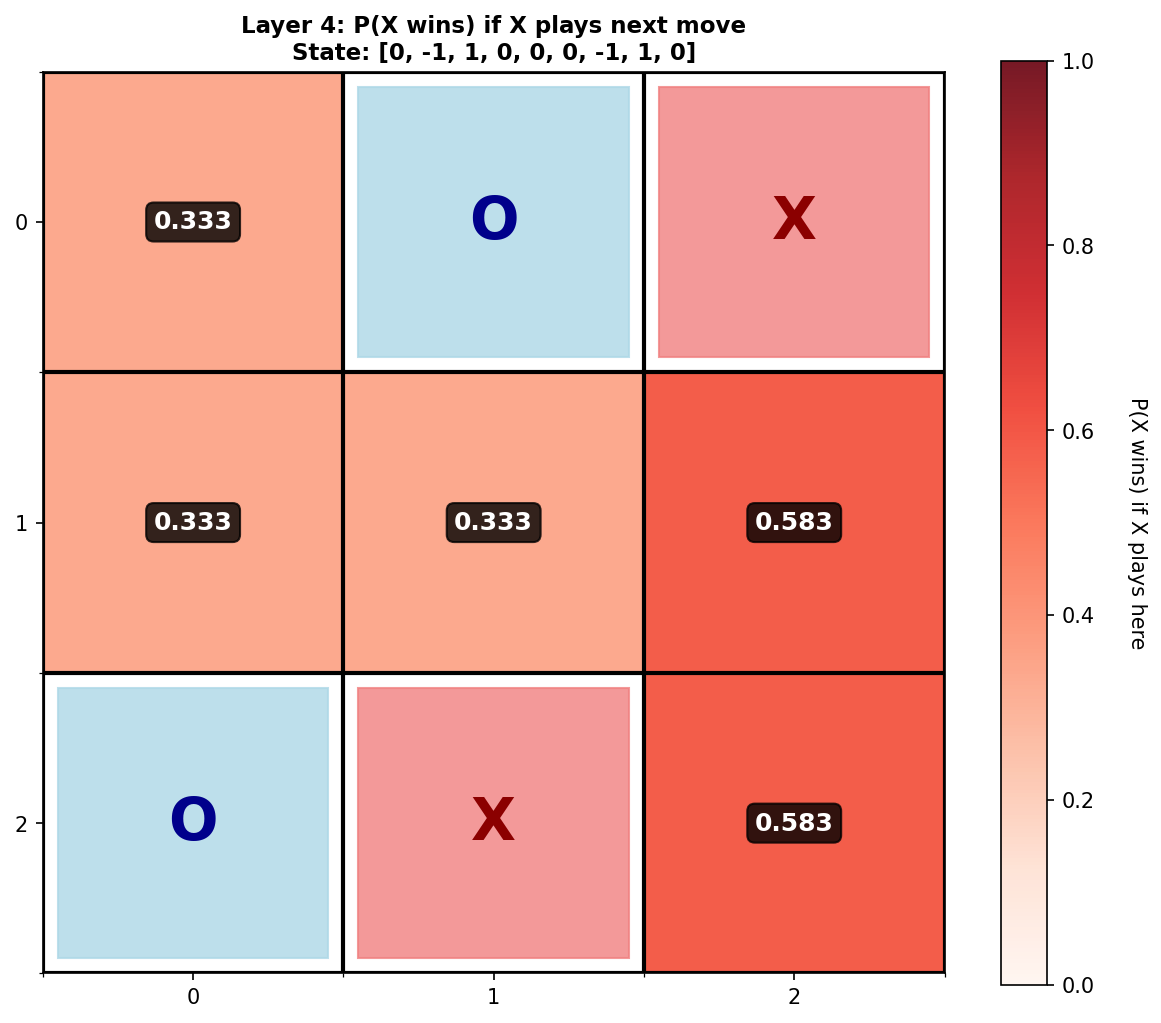 Layer 4: P(X wins) if X plays next move
State: [0, -1, 1, 0, 0, 0, -1, 1, 0]
0
0.333
O
X
1
0.333
0.333
0.583
2
O
X
0.583
0
1
2
1.0
0.8
0.6
0.4
0.2
0.0
P(X wins) if X plays here